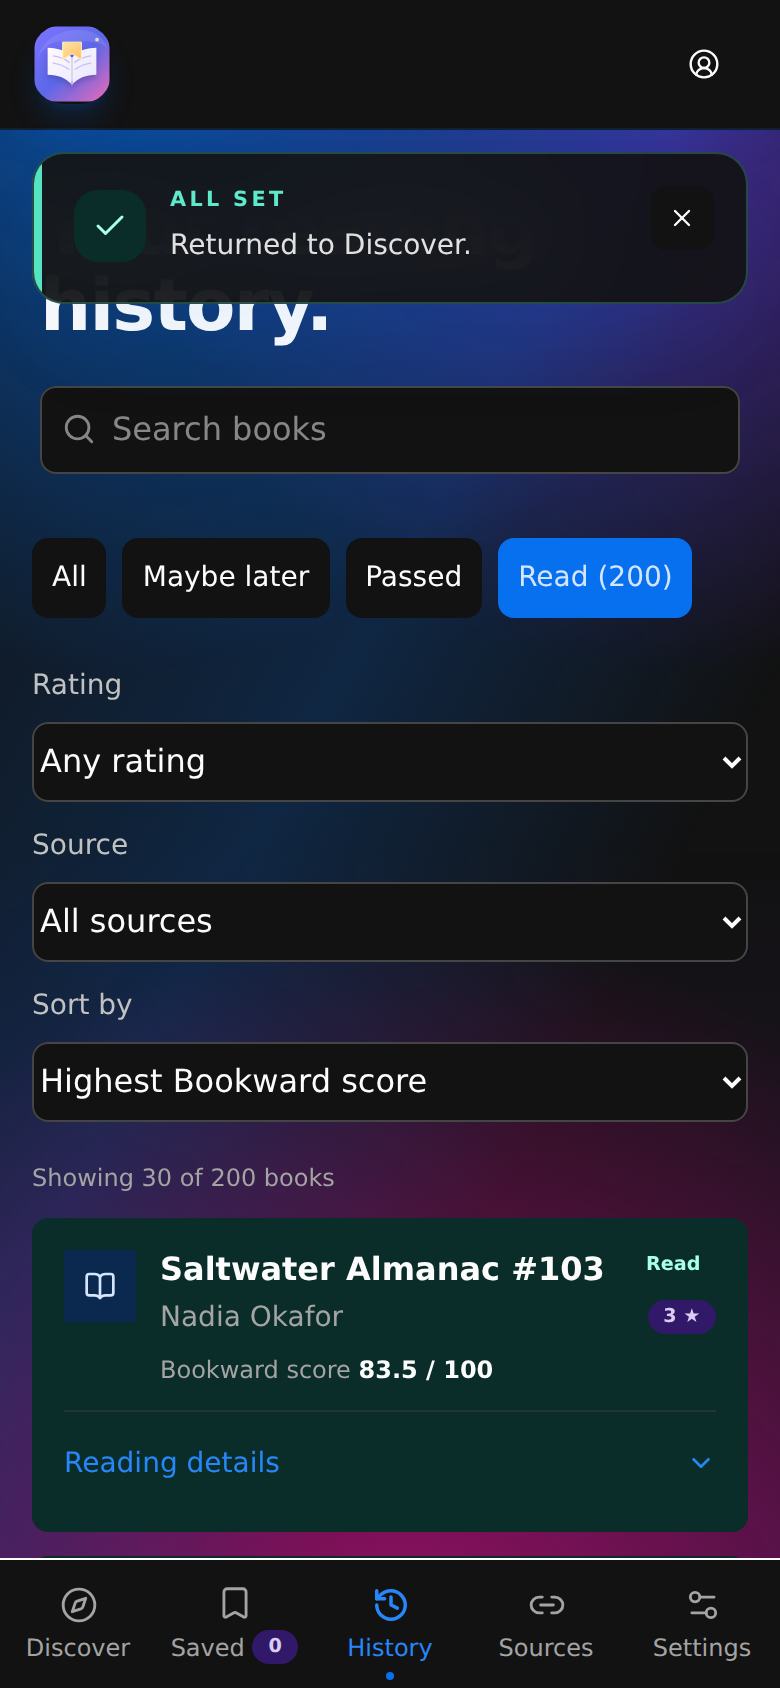 ALL SET
Returned to Discover.
history.
Search books
All Maybe later Passed Read (200)
Rating
Any rating
Source
All sources
Sort by
Highest Bookward score
Showing 30 of 200 books
Saltwater Almanac #103 Read
Nadia Okafor 3 ★
Bookward score 83.5 / 100
Reading details
Discover Saved 0 History Sources Settings